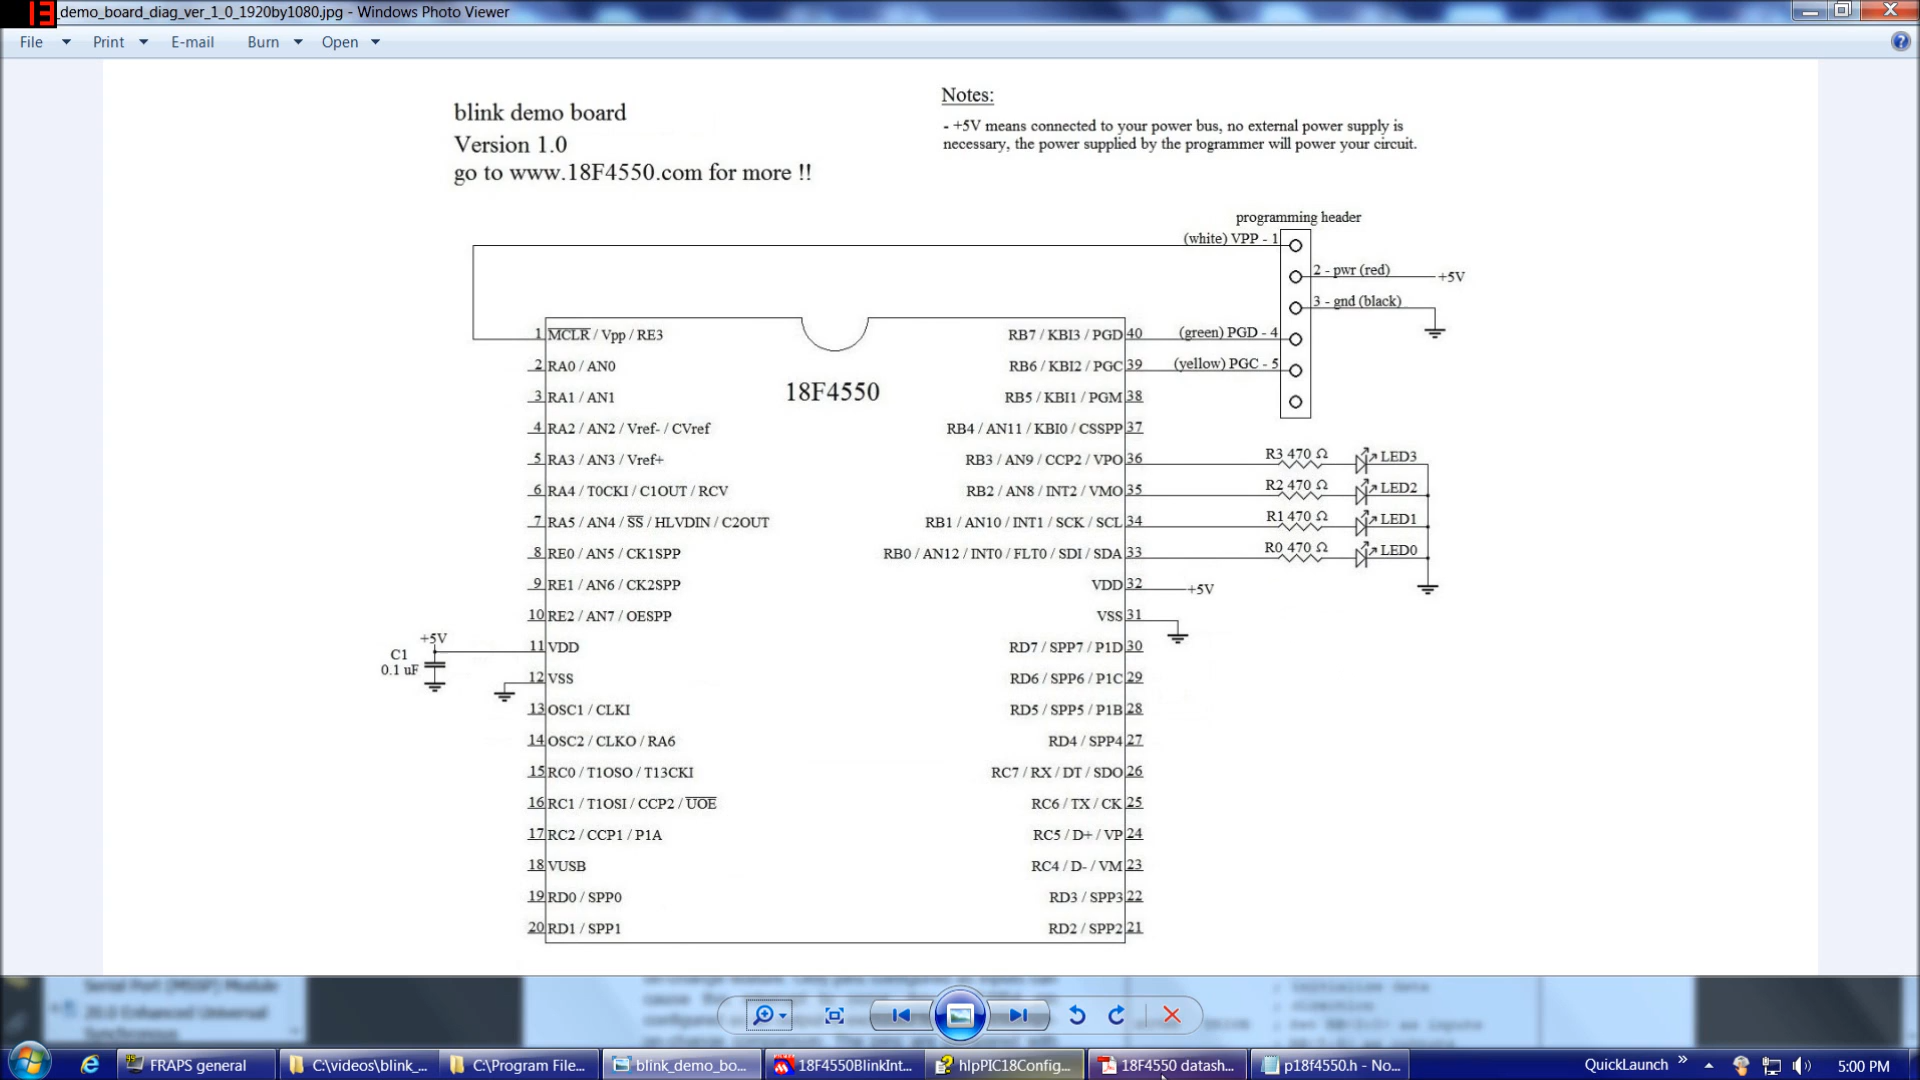 13
_demo_board_diag_ver_1_0_1920by1080.jpg - Windows Photo Viewer
File Print E-mail Burn Open
blink demo board
Version 1.0
go to www.18F4550.com for more !!
Notes:
- +5V means connected to your power bus, no external power supply is
necessary, the power supplied by the programmer will power your circuit.
programming header
(white) VPP - 1
2 - pwr (red) +5V
3 - gnd (black)
(green) PGD - 4
(yellow) PGC - 5
18F4550
1 MCLR / Vpp / RE3
2 RA0 / AN0
3 RA1 / AN1
4 RA2 / AN2 / Vref- / CVref
5 RA3 / AN3 / Vref+
6 RA4 / T0CKI / C1OUT / RCV
7 RA5 / AN4 / SS / HLVDIN / C2OUT
8 RE0 / AN5 / CK1SPP
9 RE1 / AN6 / CK2SPP
10 RE2 / AN7 / OESPP
11 VDD
12 VSS
13 OSC1 / CLKI
14 OSC2 / CLKO / RA6
15 RC0 / T1OSO / T13CKI
16 RC1 / T1OSI / CCP2 / UOE
17 RC2 / CCP1 / P1A
18 VUSB
19 RD0 / SPP0
20 RD1 / SPP1
+5V
C1
0.1 uF
RB7 / KBI3 / PGD 40
RB6 / KBI2 / PGC 39
RB5 / KBI1 / PGM 38
RB4 / AN11 / KBI0 / CSSPP 37
RB3 / AN9 / CCP2 / VPO 36
RB2 / AN8 / INT2 / VMO 35
RB1 / AN10 / INT1 / SCK / SCL 34
RB0 / AN12 / INT0 / FLT0 / SDI / SDA 33
VDD 32 +5V
VSS 31
RD7 / SPP7 / P1D 30
RD6 / SPP6 / P1C 29
RD5 / SPP5 / P1B 28
RD4 / SPP4 27
RC7 / RX / DT / SDO 26
RC6 / TX / CK 25
RC5 / D+ / VP 24
RC4 / D- / VM 23
RD3 / SPP3 22
RD2 / SPP2 21
R3 470 Ω LED3
R2 470 Ω LED2
R1 470 Ω LED1
R0 470 Ω LED0
Serial Port (MSSP) Module
20.0 Enhanced Universal
Synchronous
FRAPS general C:\videos\blink_... C:\Program File... blink_demo_bo... 18F4550BlinkInt... hlpPIC18Config... 18F4550 datash... p18f4550.h - No... QuickLaunch » 5:00 PM